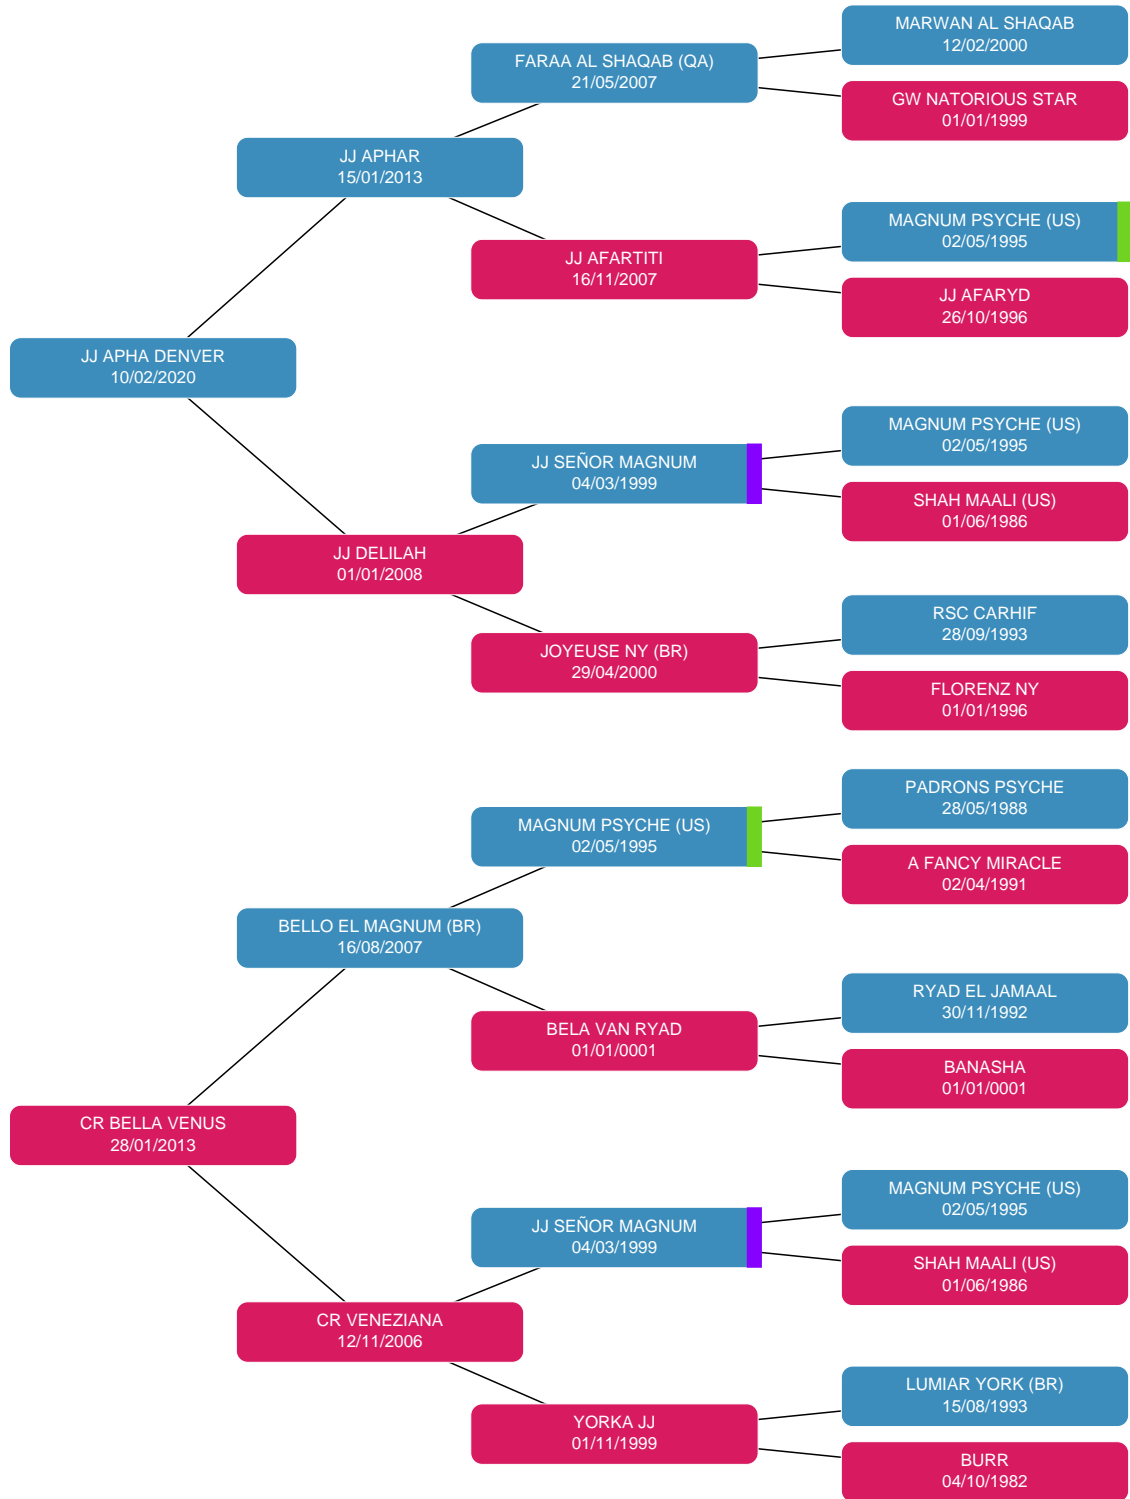 MARWAN AL SHAQAB
12/02/2000
FARAA AL SHAQAB (QA)
21/05/2007
GW NATORIOUS STAR
01/01/1999
JJ APHAR
15/01/2013
MAGNUM PSYCHE (US)
02/05/1995
JJ AFARTITI
16/11/2007
JJ AFARYD
26/10/1996
JJ APHA DENVER
10/02/2020
MAGNUM PSYCHE (US)
02/05/1995
JJ SEÑOR MAGNUM
04/03/1999
SHAH MAALI (US)
01/06/1986
JJ DELILAH
01/01/2008
RSC CARHIF
28/09/1993
JOYEUSE NY (BR)
29/04/2000
FLORENZ NY
01/01/1996
PADRONS PSYCHE
28/05/1988
MAGNUM PSYCHE (US)
02/05/1995
A FANCY MIRACLE
02/04/1991
BELLO EL MAGNUM (BR)
16/08/2007
RYAD EL JAMAAL
30/11/1992
BELA VAN RYAD
01/01/0001
BANASHA
01/01/0001
CR BELLA VENUS
28/01/2013
MAGNUM PSYCHE (US)
02/05/1995
JJ SEÑOR MAGNUM
04/03/1999
SHAH MAALI (US)
01/06/1986
CR VENEZIANA
12/11/2006
LUMIAR YORK (BR)
15/08/1993
YORKA JJ
01/11/1999
BURR
04/10/1982